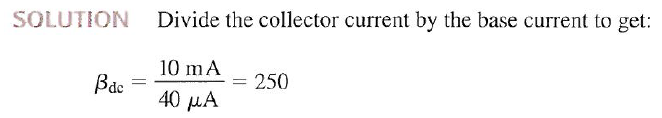 SOLUTION Divide the collector current by the base current to get:
βdc = 10 mA / 40 μA = 250